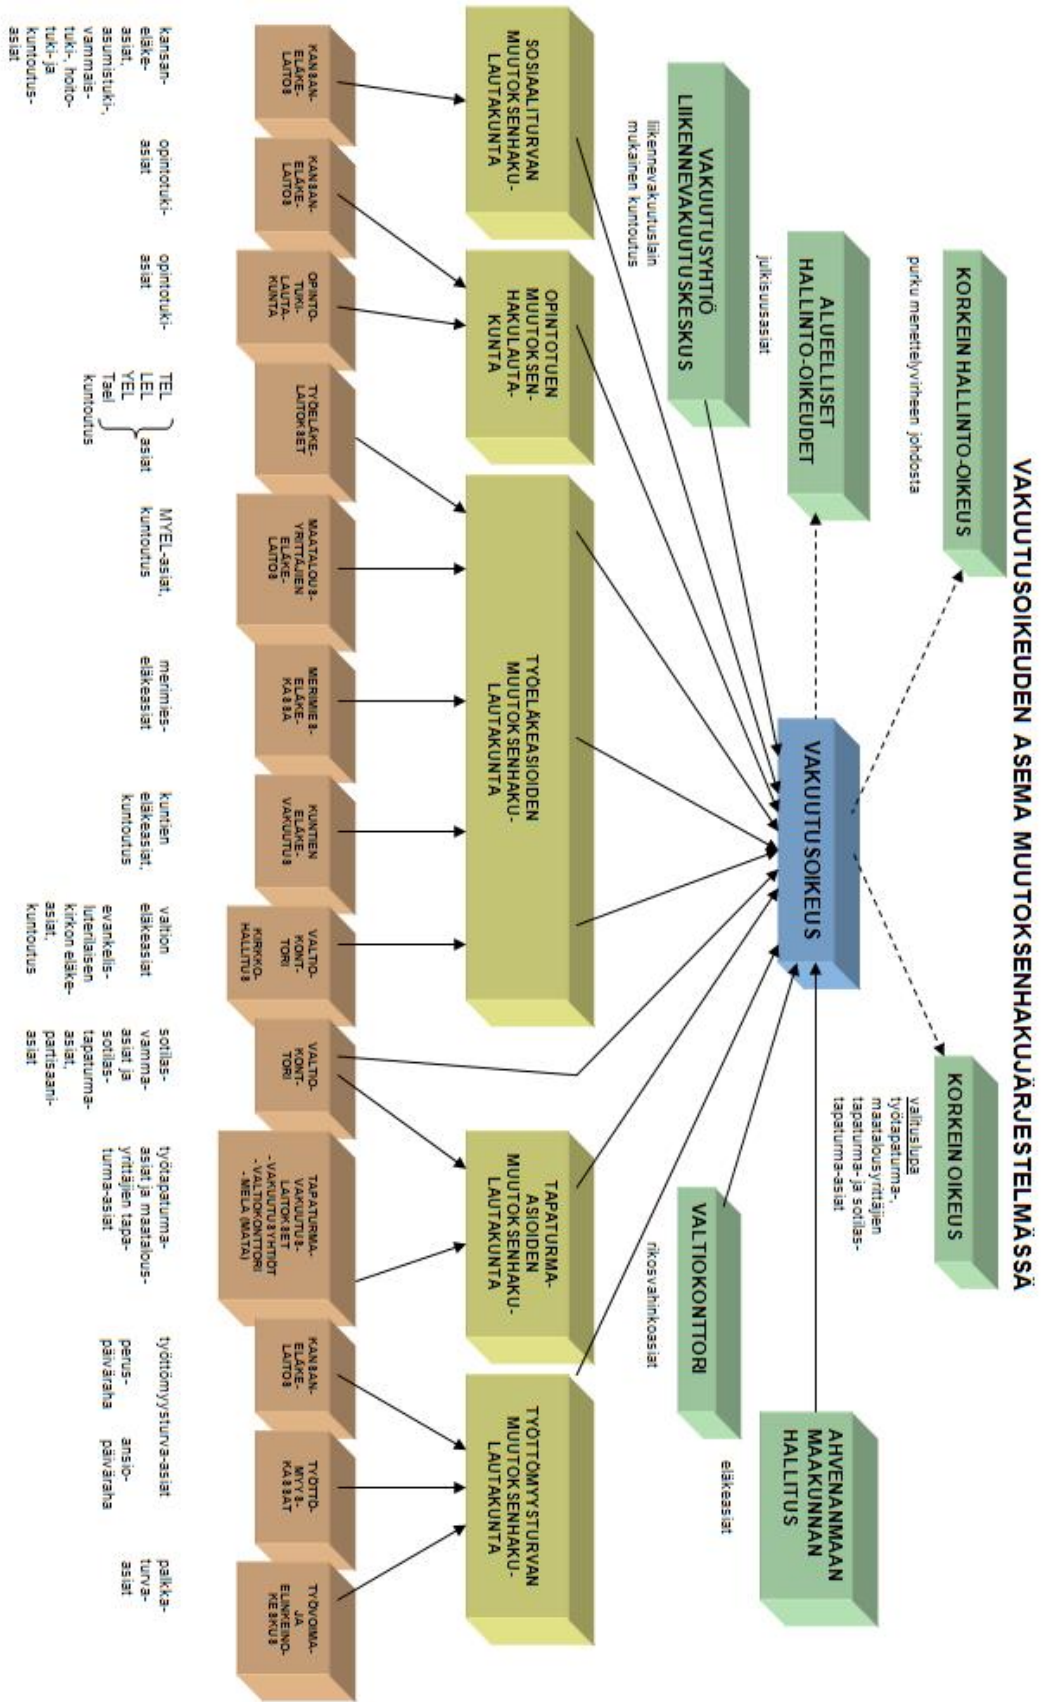 VAKUUTUSOIKEUDEN ASEMA MUUTOKSENHAKUJÄRJESTELMÄSSÄ
KORKEIN HALLINTO-OIKEUS
purku menettelyvirheen johdosta
KORKEIN OIKEUS
valituslupa
työtapaturma-,
maatalousyrittäjien
tapaturma- ja sotilas-
tapaturma-asiat
ALUEELLISET
HALLINTO-OIKEUDET
julkisuusasiat
VAKUUTUSOIKEUS
AHVENANMAAN
MAAKUNNAN
HALLITUS
eläkeasiat
VAKUUTUSYHTIÖ
LIIKENNEVAKUUTUSKESKUS
liikennevakuutuslain
mukainen kuntoutus
VALTIOKONTTORI
rikosvahinkoasiat
SOSIAALITURVAN
MUUTOKSENHAKU-
LAUTAKUNTA
OPINTOTUEN
MUUTOKSEN-
HAKULAUTA-
KUNTA
TYÖELÄKEASIOIDEN
MUUTOKSENHAKU-
LAUTAKUNTA
TAPATURMA-
ASIOIDEN
MUUTOKSENHAKU-
LAUTAKUNTA
TYÖTTÖMYYSTURVAN
MUUTOKSENHAKU-
LAUTAKUNTA
KANSAN-
ELÄKE-
LAITOS
KANSAN-
ELÄKE-
LAITOS
OPINTO-
TUKI-
LAUTA-
KUNTA
TYÖELÄKE-
LAITOKSET
MAATALOUS-
YRITTÄJIEN
ELÄKE-
LAITOS
MERIMIES-
ELÄKE-
KASSA
KUNTIEN
ELÄKE-
VAKUUTUS
VALTIO-
KONT-
TORI
KIRKKO-
HALLITUS
VALTIO-
KONT-
TORI
TAPATURMA-
VAKUUTUS-
LAITOKSET
- VAKUUTUSYHTIÖT
- VALTIOKONTTORI
- MELA (MATA)
KANSAN-
ELÄKE-
LAITOS
TYÖTTÖ-
MYYS-
KASSAT
TYÖVOIMA-
JA
ELINKEINO-
KESKUS
kansan-
eläke-
asiat,
asumistuki-,
vammais-
tuki-, hoito-
tuki- ja
kuntoutus-
asiat
opintotuki-
asiat
opintotuki-
asiat
TEL
LEL
YEL
Tael
asiat
kuntoutus
MYEL-asiat,
kuntoutus
merimies-
eläkeasiat
kuntien
eläkeasiat,
kuntoutus
valtion
eläkeasiat
evankelis-
luterilaisen
kirkon eläke-
asiat,
kuntoutus
sotilas-
vamma-
asiat ja
sotilas-
tapaturma-
asiat,
partisaani-
asiat
työtapaturma-
asiat ja maatalous-
yrittäjien tapa-
turma-asiat
työttömyysturva-asiat
perus- ansio-
päiväraha päiväraha
palkka-
turva-
asiat